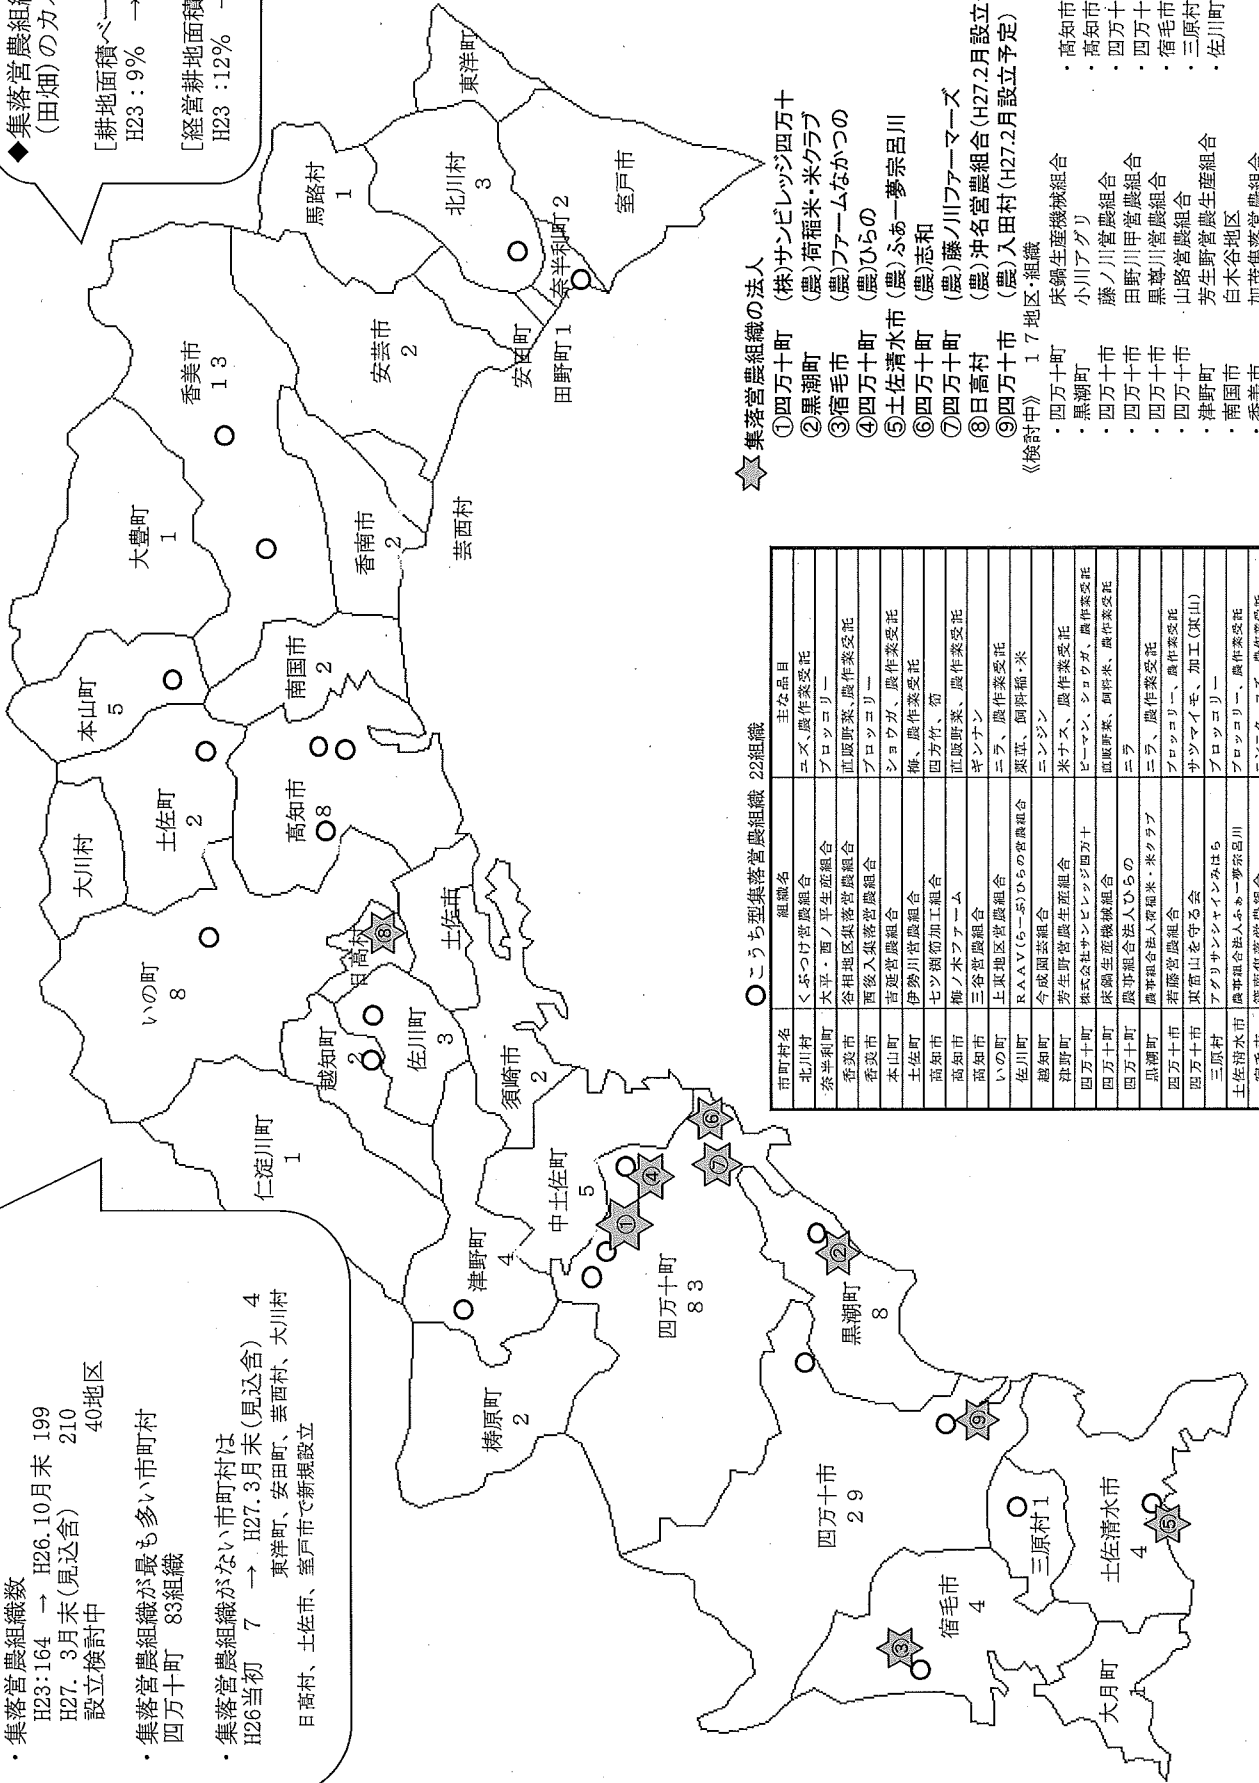 ・集落営農組織数
H23:164 → H26.10月末 199
H27. 3月末(見込含) 210
設立検討中 40地区
・集落営農組織が最も多い市町村
四万十町 83組織
・集落営農組織がない市町村は
H26当初 7 → H27.3月末(見込含) 4
東洋町、安田町、芸西村、大川村
日高村、土佐市、室戸市で新規設立
◆集落営農組織
(田畑)のカ
[耕地面積ベー
H23:9% →
[経営耕地面積
H23:12% →
仁淀川町
1
いの町
8
大川村
本山町
5
大豊町
1
土佐町
2
高知市
8
南国市
2
香美市
13
香南市
2
芸西村
安芸市
2
安田町
田野町1
奈半利町2
馬路村
1
北川村
3
東洋町
室戸市
日高村
⑧
土佐市
越知町
2
佐川町
3
須崎市
2
津野町
4
梼原町
2
中土佐町
5
四万十町
83
①
④
⑥
⑦
黒潮町
8
②
四万十市
29
⑨
三原村1
宿毛市
4
③
土佐清水市
4
⑤
大月町
1
○こうち型集落営農組織 22組織
市町村名 組織名 主な品目
北川村 くぶつけ営農組合 ユズ、農作業受託
奈半利町 大平・西ノ平生産組合 ブロッコリー
香美市 谷相地区集落営農組合 直販野菜、農作業受託
香美市 西後入集落営農組合 ブロッコリー
本山町 吉延営農組合 ショウガ、農作業受託
土佐町 伊勢川営農組合 梅、農作業受託
高知市 七ツ渕筍加工組合 四方竹、筍
高知市 梅ノ木ファーム 直販野菜、農作業受託
高知市 三谷営農組合 ギンナン
いの町 上東地区営農組合 ニラ、農作業受託
佐川町 RAAV(らーぶ)ひらの営農組合 薬草、飼料稲・米
越知町 今成園芸組合 ニンジン
津野町 芳生野営農生産組合 米ナス、農作業受託
四万十町 株式会社サンビレッジ四万十 ピーマン、ショウガ、農作業受託
四万十町 床鍋生産機械組合 直販野菜、飼料米、農作業受託
四万十町 農事組合法人ひらの ニラ
黒潮町 農事組合法人荷稲米・米クラブ ニラ、農作業受託
四万十市 若藤営農組合 ブロッコリー、農作業受託
四万十市 東富山を守る会 サツマイモ、加工(東山)
三原村 アグリサンシャインみはら ブロッコリー
土佐清水市 農事組合法人ふぁー夢宗呂川 ブロッコリー、農作業受託
集落営農組織の法人
①四万十町 (株)サンビレッジ四万十
②黒潮町 (農)荷稲米・米クラブ
③宿毛市 (農)ファームなかつの
④四万十町 (農)ひらの
⑤土佐清水市 (農)ふぁー夢宗呂川
⑥四万十町 (農)志和
⑦四万十町 (農)藤ノ川ファーマーズ
⑧日高村 (農)沖名営農組合(H27.2月設立
⑨四万十市 (農)入田村(H27.2月設立予定)
《検討中》 17地区・組織
・四万十町 床鍋生産機械組合 ・高知市
・黒潮町 小川アグリ ・高知市
・四万十市 藤ノ川営農組合 ・四万十
・四万十市 田野川甲営農組合 ・四万十
・四万十市 黒尊川営農組合 ・宿毛市
・四万十市 山路営農組合 ・三原村
・津野町 芳生野営農生産組合 ・佐川町
・南国市 白木谷地区